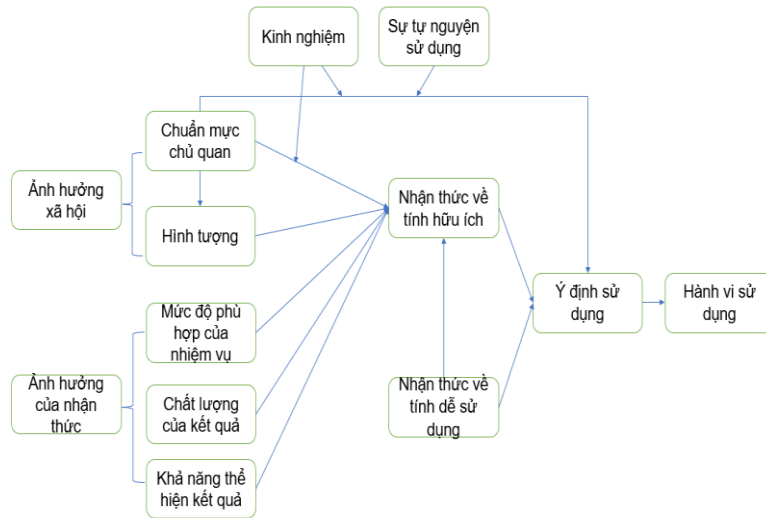 Kinh nghiệm
Sự tự nguyện
sử dụng
Chuẩn mực
chủ quan
Ảnh hưởng
xã hội
Hình tượng
Nhận thức về
tính hữu ích
Ý định sử
dụng
Hành vi sử
dụng
Mức độ phù
hợp của
nhiệm vụ
Ảnh hưởng
của nhận
thức
Chất lượng
của kết quả
Nhận thức về
tính dễ sử
dụng
Khả năng thể
hiện kết quả